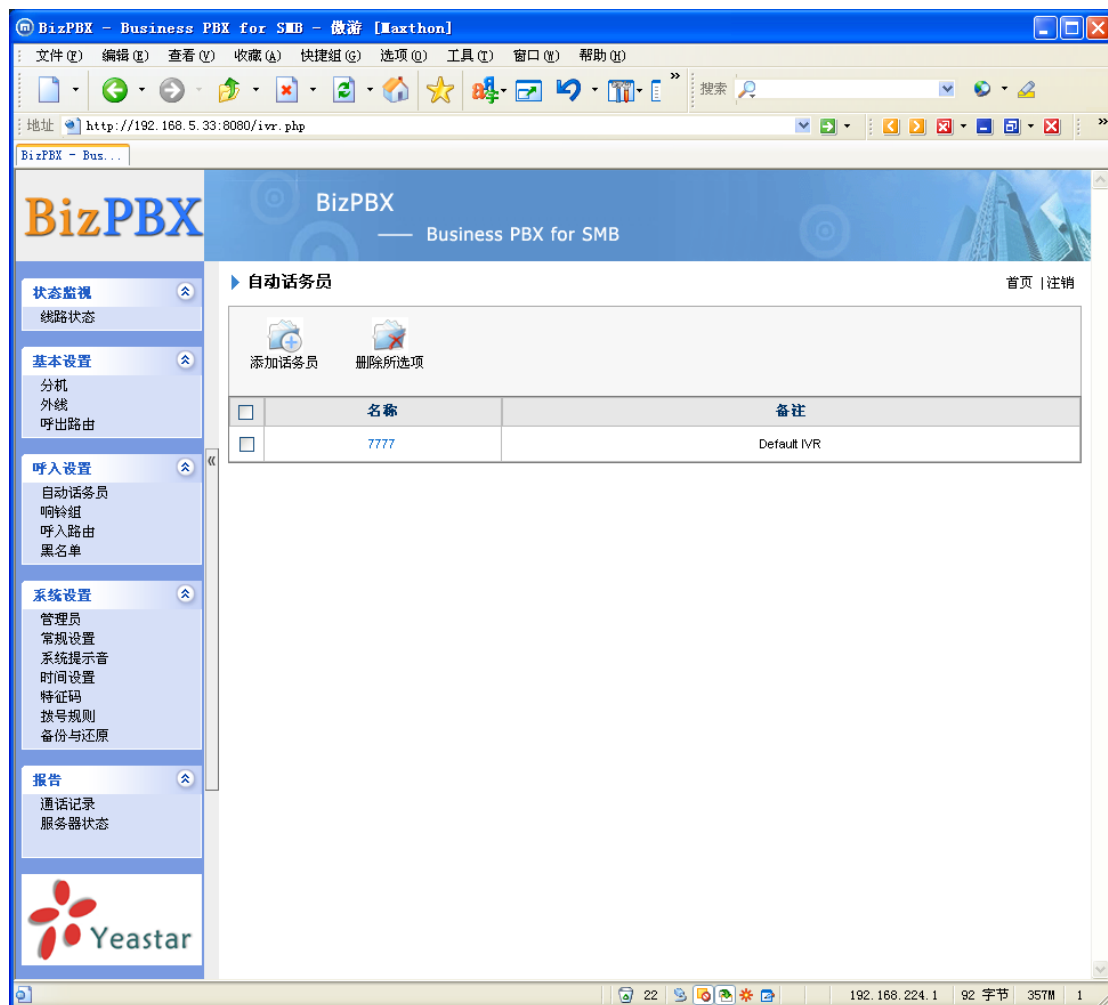 BizPBX - Business PBX for SMB - 傲游 [Maxthon]
文件(F) 编辑(E) 查看(V) 收藏(A) 快捷组(G) 选项(O) 工具(T) 窗口(W) 帮助(H)
搜索
地址 http://192.168.5.33:8080/ivr.php
BizPBX - Bus...
BizPBX
BizPBX
—— Business PBX for SMB
状态监视
线路状态
基本设置
分机
外线
呼出路由
呼入设置
自动话务员
响铃组
呼入路由
黑名单
系统设置
管理员
常规设置
系统提示音
时间设置
特征码
拨号规则
备份与还原
报告
通话记录
服务器状态
Yeastar
自动话务员
首页 |注销
添加话务员 删除所选项
名称 备注
7777 Default IVR
22 192.168.224.1 92 字节 357M 1